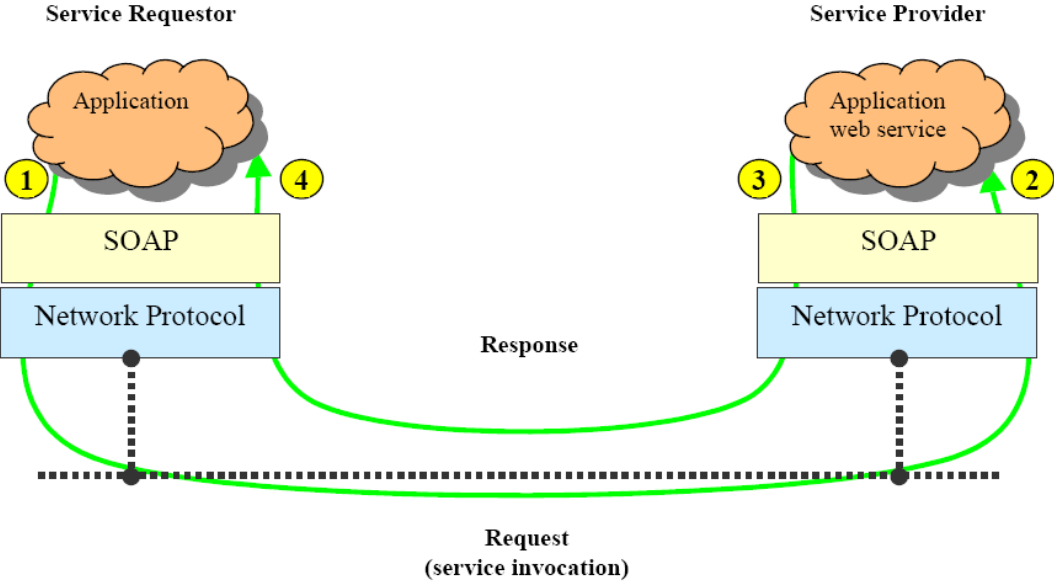 Service Requestor
Service Provider
Application
Application
web service
1
4
3
2
SOAP
SOAP
Network Protocol
Network Protocol
Response
Request
(service invocation)